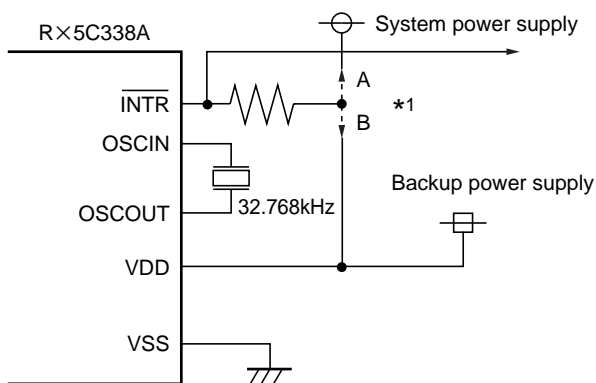 System power supply
R×5C338A
A
INTR
*1
B
OSCIN
Backup power supply
OSCOUT
32.768kHz
VDD
VSS